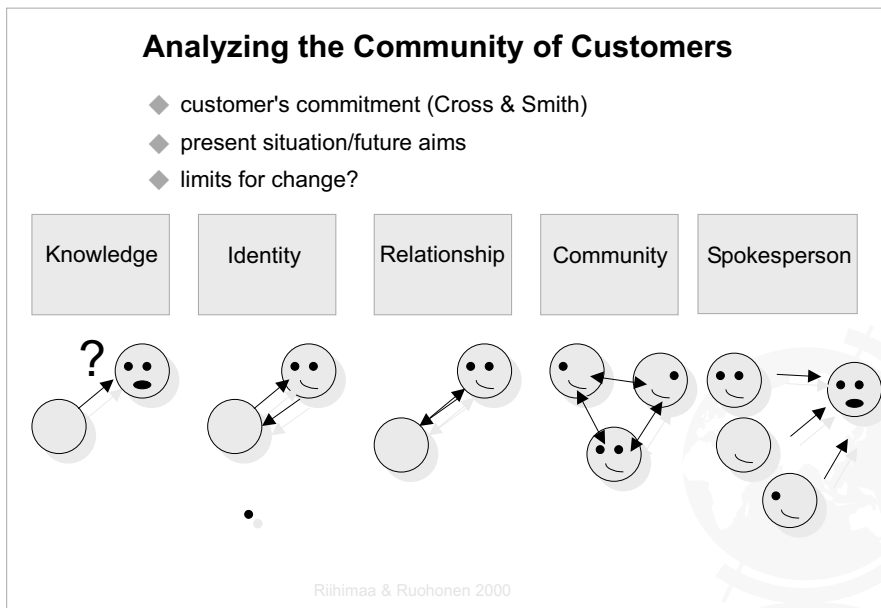 Analyzing the Community of Customers
customer's commitment (Cross & Smith)
present situation/future aims
limits for change?
Knowledge Identity Relationship Community Spokesperson
?
Riihimaa & Ruohonen 2000